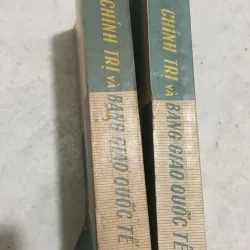 CHÍNH TRỊ VÀ
BANG GIAO QUỐC TẾ
CHÍNH TRỊ VÀ
BANG GIAO QUỐC TẾ